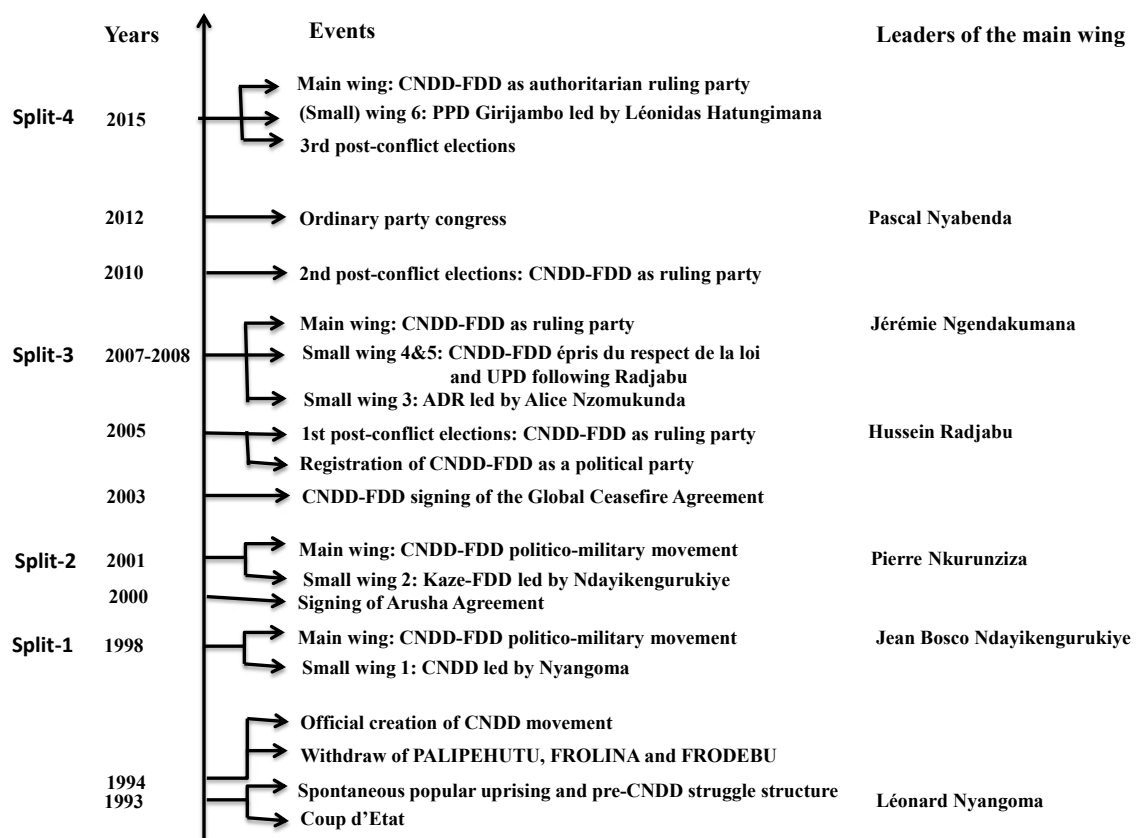 Years Events Leaders of the main wing
Main wing: CNDD-FDD as authoritarian ruling party
Split-4 2015 (Small) wing 6: PPD Girijambo led by Léonidas Hatungimana
3rd post-conflict elections
2012 Ordinary party congress Pascal Nyabenda
2010 2nd post-conflict elections: CNDD-FDD as ruling party
Main wing: CNDD-FDD as ruling party Jérémie Ngendakumana
Split-3 2007-2008 Small wing 4&5: CNDD-FDD épris du respect de la loi
and UPD following Radjabu
Small wing 3: ADR led by Alice Nzomukunda
2005 1st post-conflict elections: CNDD-FDD as ruling party Hussein Radjabu
Registration of CNDD-FDD as a political party
2003 CNDD-FDD signing of the Global Ceasefire Agreement
Main wing: CNDD-FDD politico-military movement
Split-2 2001 Pierre Nkurunziza
Small wing 2: Kaze-FDD led by Ndayikengurukiye
2000 Signing of Arusha Agreement
Main wing: CNDD-FDD politico-military movement Jean Bosco Ndayikengurukiye
Split-1 1998
Small wing 1: CNDD led by Nyangoma
Official creation of CNDD movement
Withdraw of PALIPEHUTU, FROLINA and FRODEBU
1994
Spontaneous popular uprising and pre-CNDD struggle structure
1993 Léonard Nyangoma
Coup d'Etat